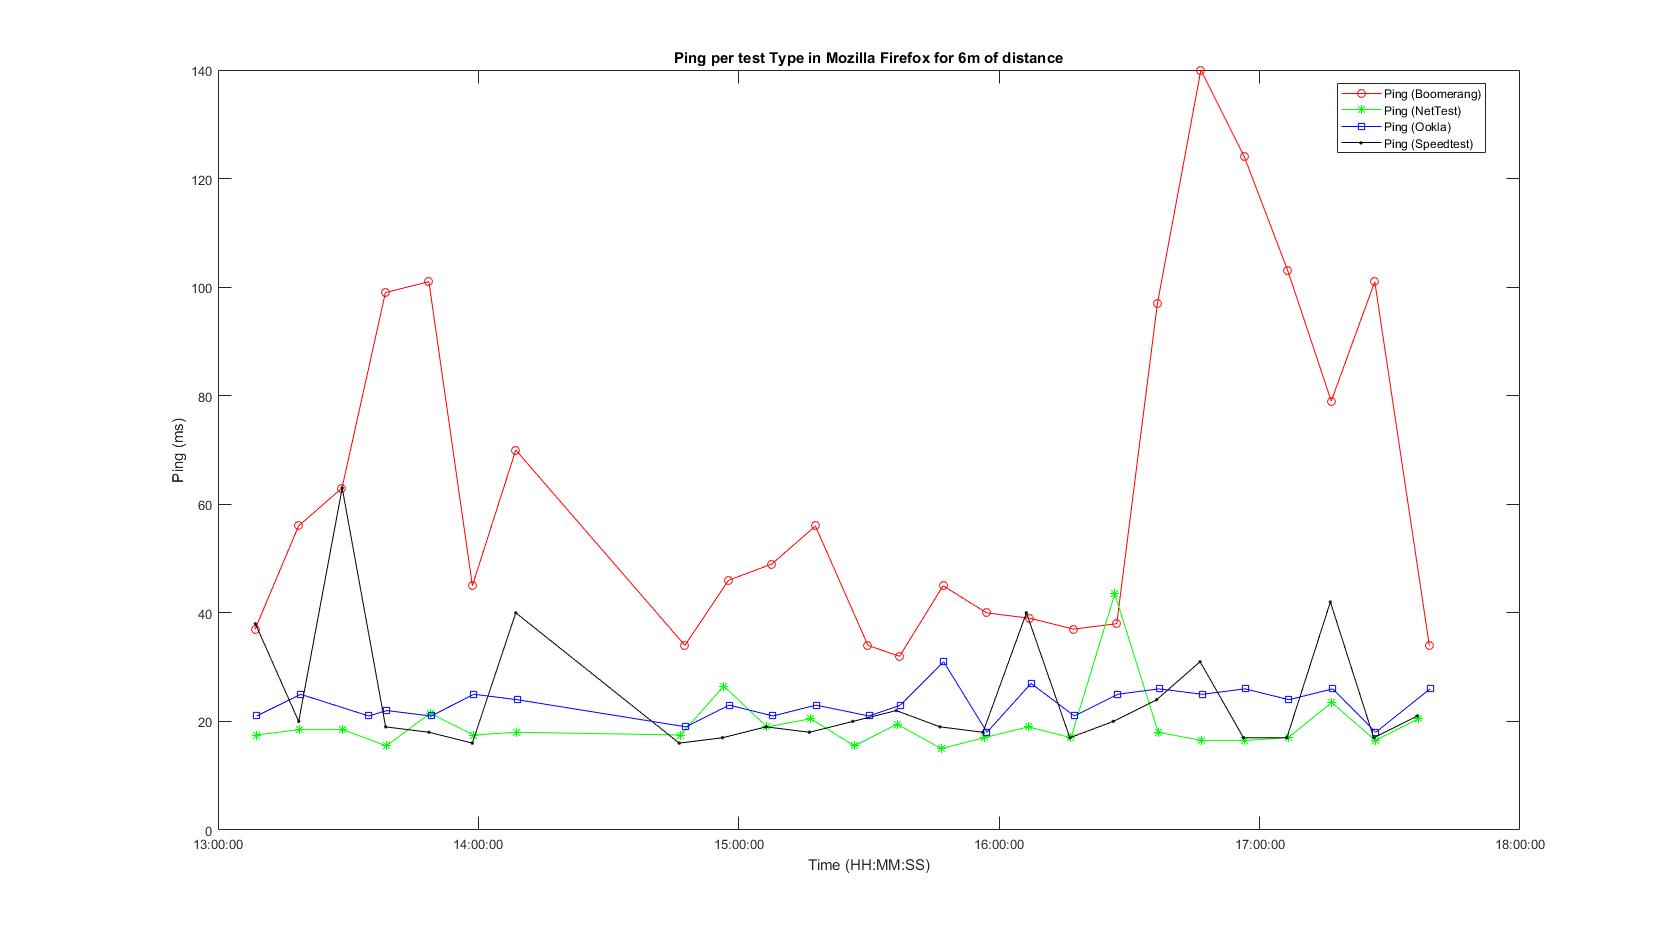 Ping per test Type in Mozilla Firefox for 6m of distance
Ping (Boomerang)
Ping (NetTest)
Ping (Ookla)
Ping (Speedtest)
140
120
100
80
60
40
20
0
Ping (ms)
13:00:00 14:00:00 15:00:00 16:00:00 17:00:00 18:00:00
Time (HH:MM:SS)